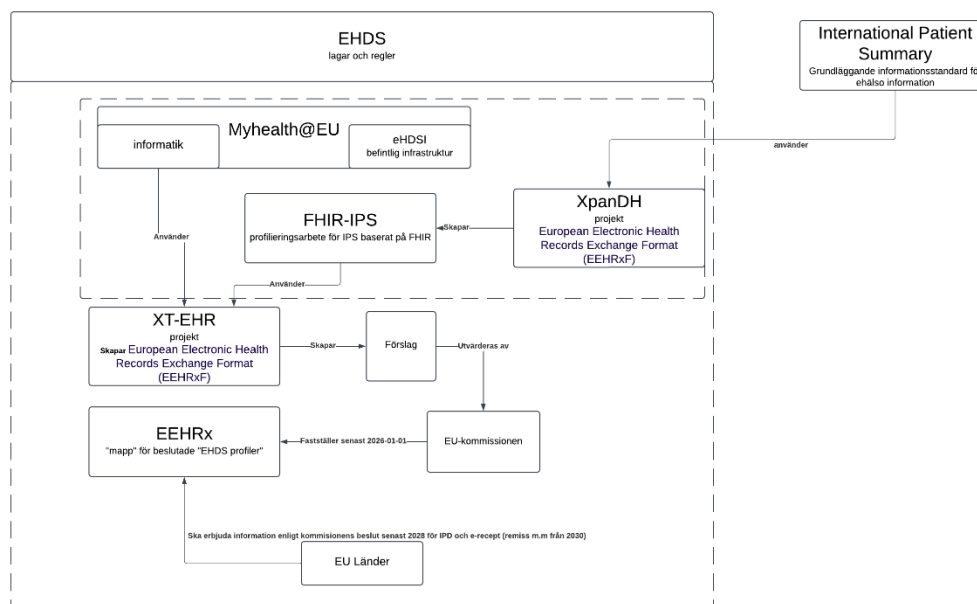 EHDS
lagar och regler
International Patient
Summary
Grundläggande informationsstandard fö
ehälso information
Myhealth@EU
informatik
eHDSI
befintlig infrastruktur
använder
XpanDH
projekt
European Electronic Health
Records Exchange Format
(EEHRxF)
Skapar
FHIR-IPS
profilieringsarbete för IPS baserat på FHIR
Använder
Använder
XT-EHR
projekt
Skapar European Electronic Health
Records Exchange Format
(EEHRxF)
Skapar
Förslag
Utvärderas av
EEHRx
"mapp" för beslutade "EHDS profiler"
Fastställer senast 2026-01-01
EU-kommissionen
Ska erbjuda information enligt kommisionens beslut senast 2028 för IPD och e-recept (remiss m.m från 2030)
EU Länder